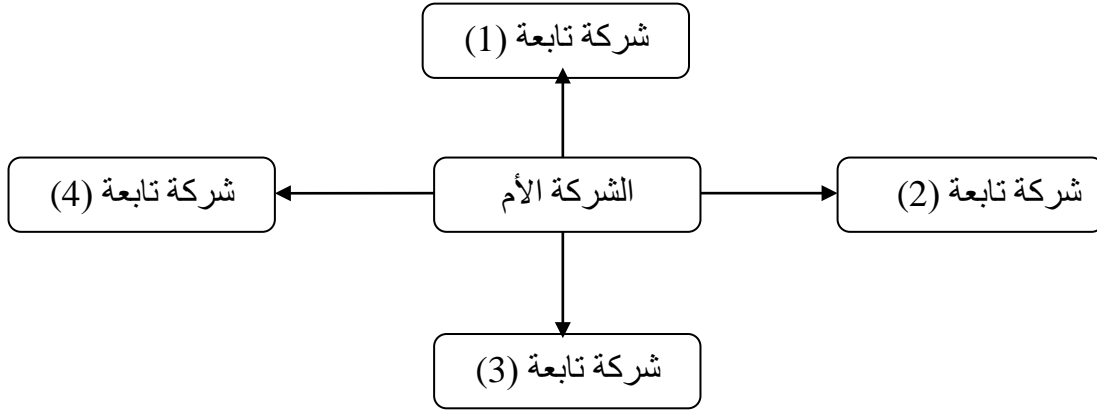 شركة تابعة (1)
شركة تابعة (2)
الشركة الأم
شركة تابعة (4)
شركة تابعة (3)